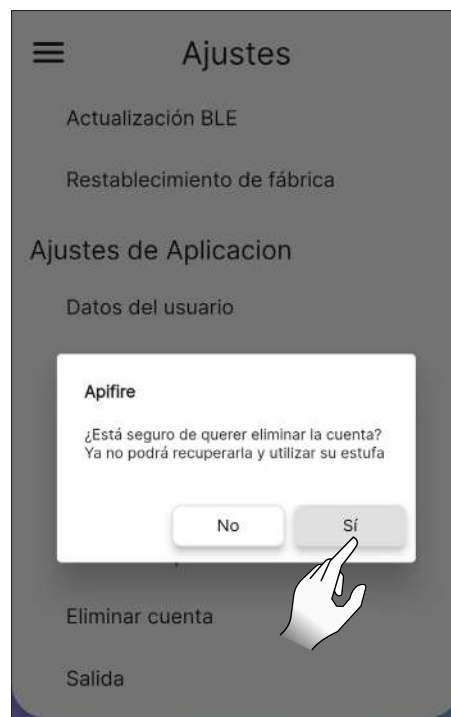 Ajustes
Actualización BLE
Restablecimiento de fábrica
Ajustes de Aplicacion
Datos del usuario
Apifire
¿Está seguro de querer eliminar la cuenta?
Ya no podrá recuperarla y utilizar su estufa
No
Sí
Eliminar cuenta
Salida